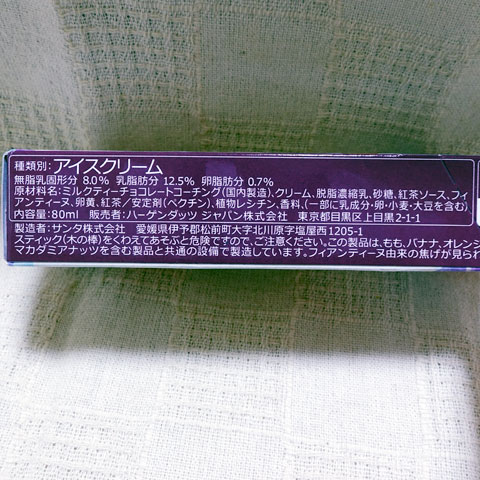 種類別：アイスクリーム
無脂乳固形分 8.0% 乳脂肪分 12.5% 卵脂肪分 0.7%
原材料名：ミルクティーチョコレートコーチング（国内製造）、クリーム、脱脂濃縮乳、砂糖、紅茶ソース、フィ
アンティーヌ、卵黄、紅茶／安定剤（ペクチン）、植物レシチン、香料、（一部に乳成分・卵・小麦・大豆を含む）
内容量：80ml 販売者：ハーゲンダッツ ジャパン株式会社 東京都目黒区上目黒2-1-1
製造者：サンタ株式会社 愛媛県伊予郡松前町大字北川原字塩屋西1205-1
スティック（木の棒）をくわえてあそぶと危険ですので、ご注意ください。この製品は、もも、バナナ、オレンジ
マカダミアナッツを含む製品と共通の設備で製造しています。フィアンティーヌ由来の焦げが見られ